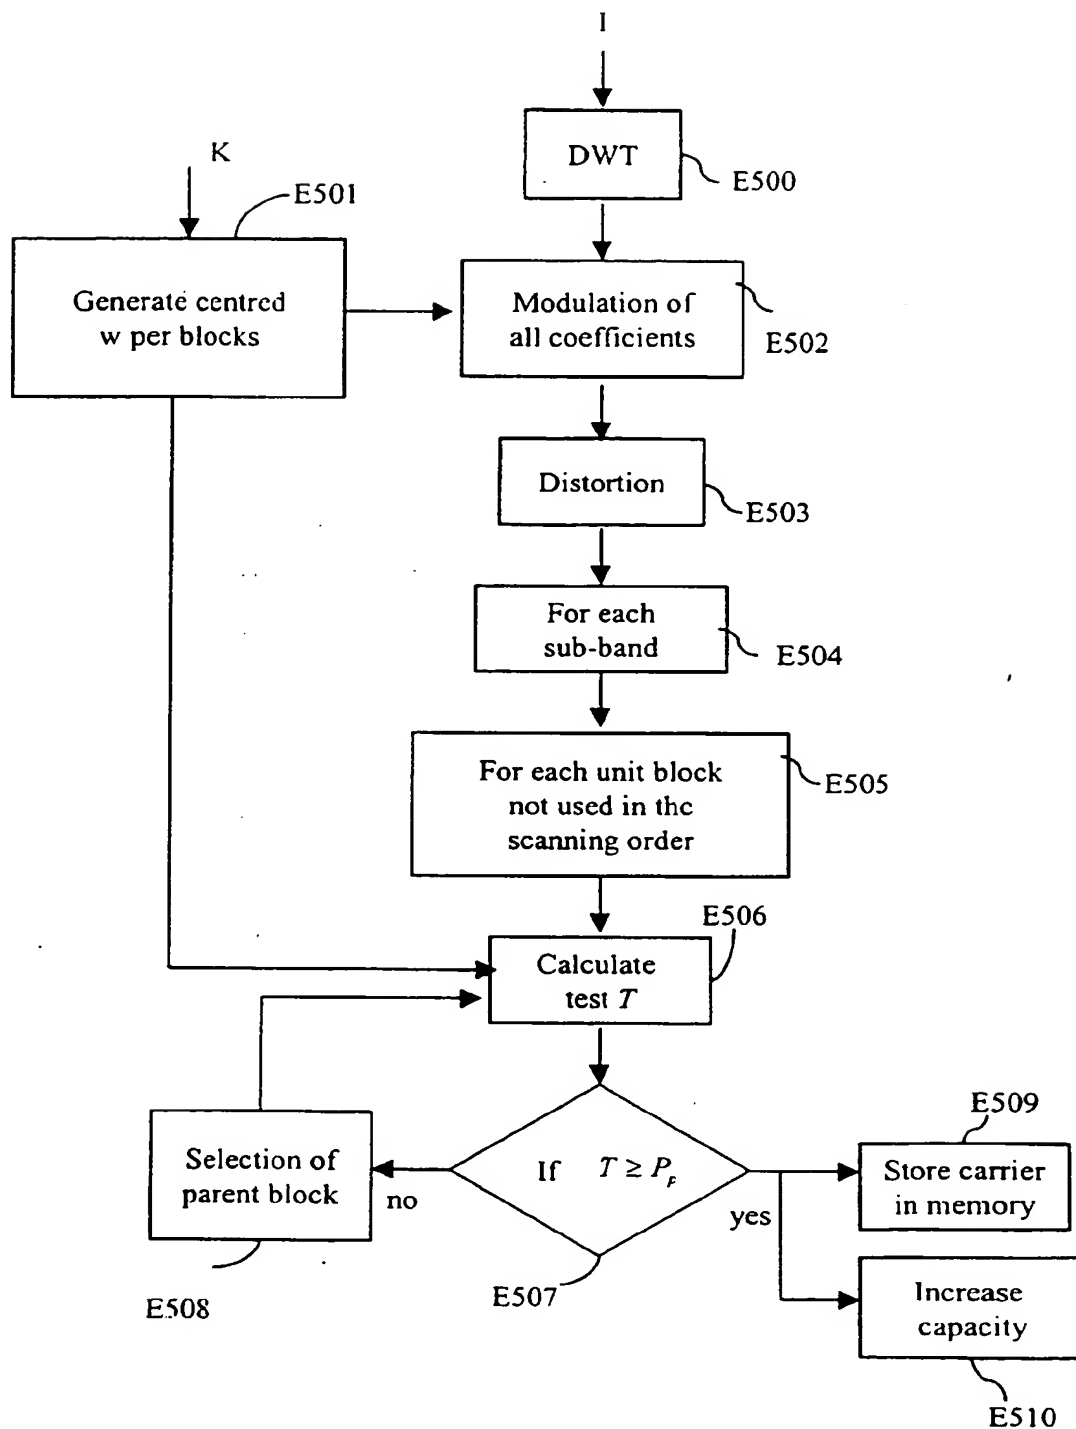 I
DWT
E500
K
E501
Generate centred
w per blocks
Modulation of
all coefficients
E502
Distortion
E503
For each
sub-band
E504
For each unit block
not used in the
scanning order
E505
E506
Calculate
test T
Selection of
parent block
E508
If T ≥ Pp
no
yes
E507
E509
Store carrier
in memory
Increase
capacity
E510